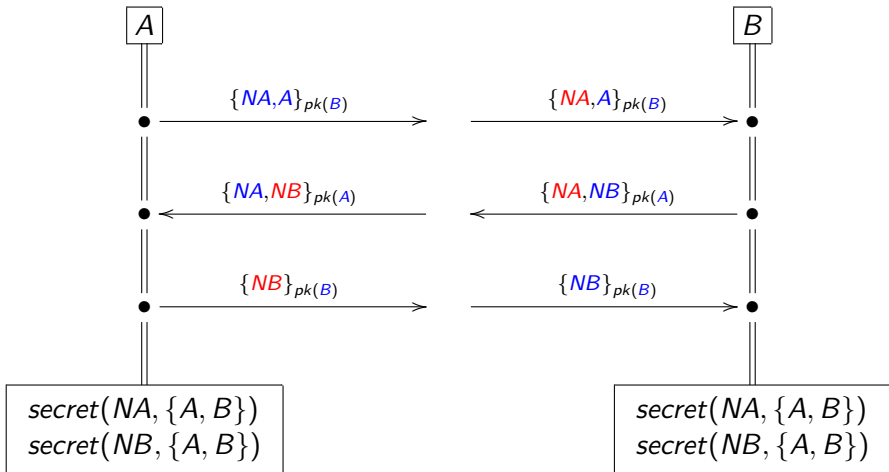 A B
{NA,A}pk(B) {NA,A}pk(B)
{NA,NB}pk(A) {NA,NB}pk(A)
{NB}pk(B) {NB}pk(B)
secret(NA, {A, B}) secret(NA, {A, B})
secret(NB, {A, B}) secret(NB, {A, B})